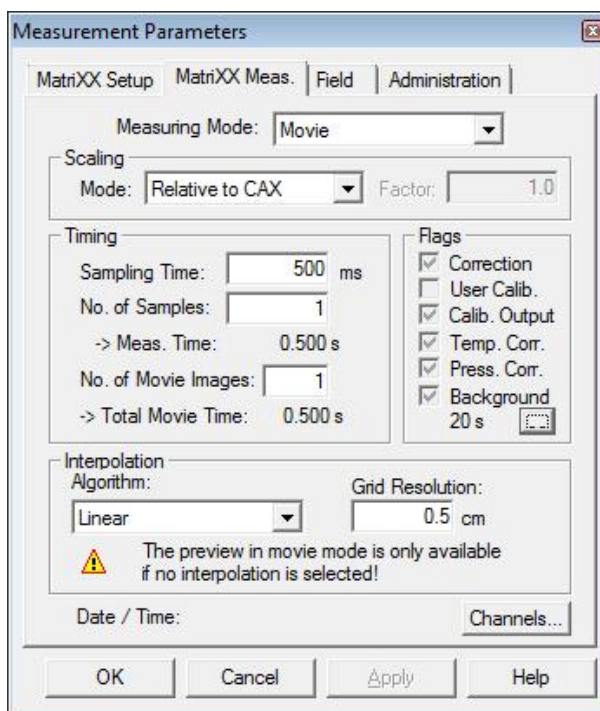 Measurement Parameters
MatriXX Setup MatriXX Meas. Field Administration
Measuring Mode: Movie
Scaling
Mode: Relative to CAX Factor: 1.0
Timing
Sampling Time: 500 ms
No. of Samples: 1
-> Meas. Time: 0.500 s
No. of Movie Images: 1
-> Total Movie Time: 0.500 s
Flags
Correction
User Calib.
Calib. Output
Temp. Corr.
Press. Corr.
Background
20 s
Interpolation
Algorithm:
Linear
Grid Resolution:
0.5 cm
The preview in movie mode is only available
if no interpolation is selected!
Date / Time:
Channels...
OK Cancel Apply Help